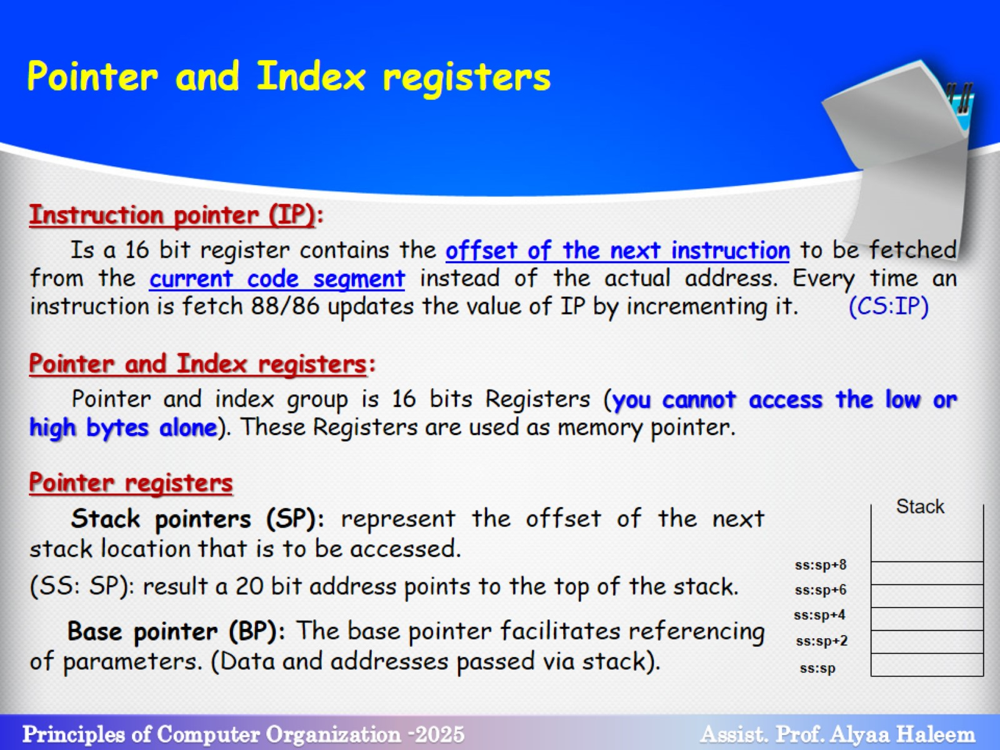 Pointer and Index registers
Instruction pointer (IP):
Is a 16 bit register contains the offset of the next instruction to be fetched
from the current code segment instead of the actual address. Every time an
instruction is fetch 88/86 updates the value of IP by incrementing it. (CS:IP)
Pointer and Index registers:
Pointer and index group is 16 bits Registers (you cannot access the low or
high bytes alone). These Registers are used as memory pointer.
Pointer registers
Stack pointers (SP): represent the offset of the next
stack location that is to be accessed.
(SS: SP): result a 20 bit address points to the top of the stack.
Base pointer (BP): The base pointer facilitates referencing
of parameters. (Data and addresses passed via stack).
Stack
ss:sp+8
ss:sp+6
ss:sp+4
ss:sp+2
ss:sp
Principles of Computer Organization -2025
Assist. Prof. Alyaa Haleem